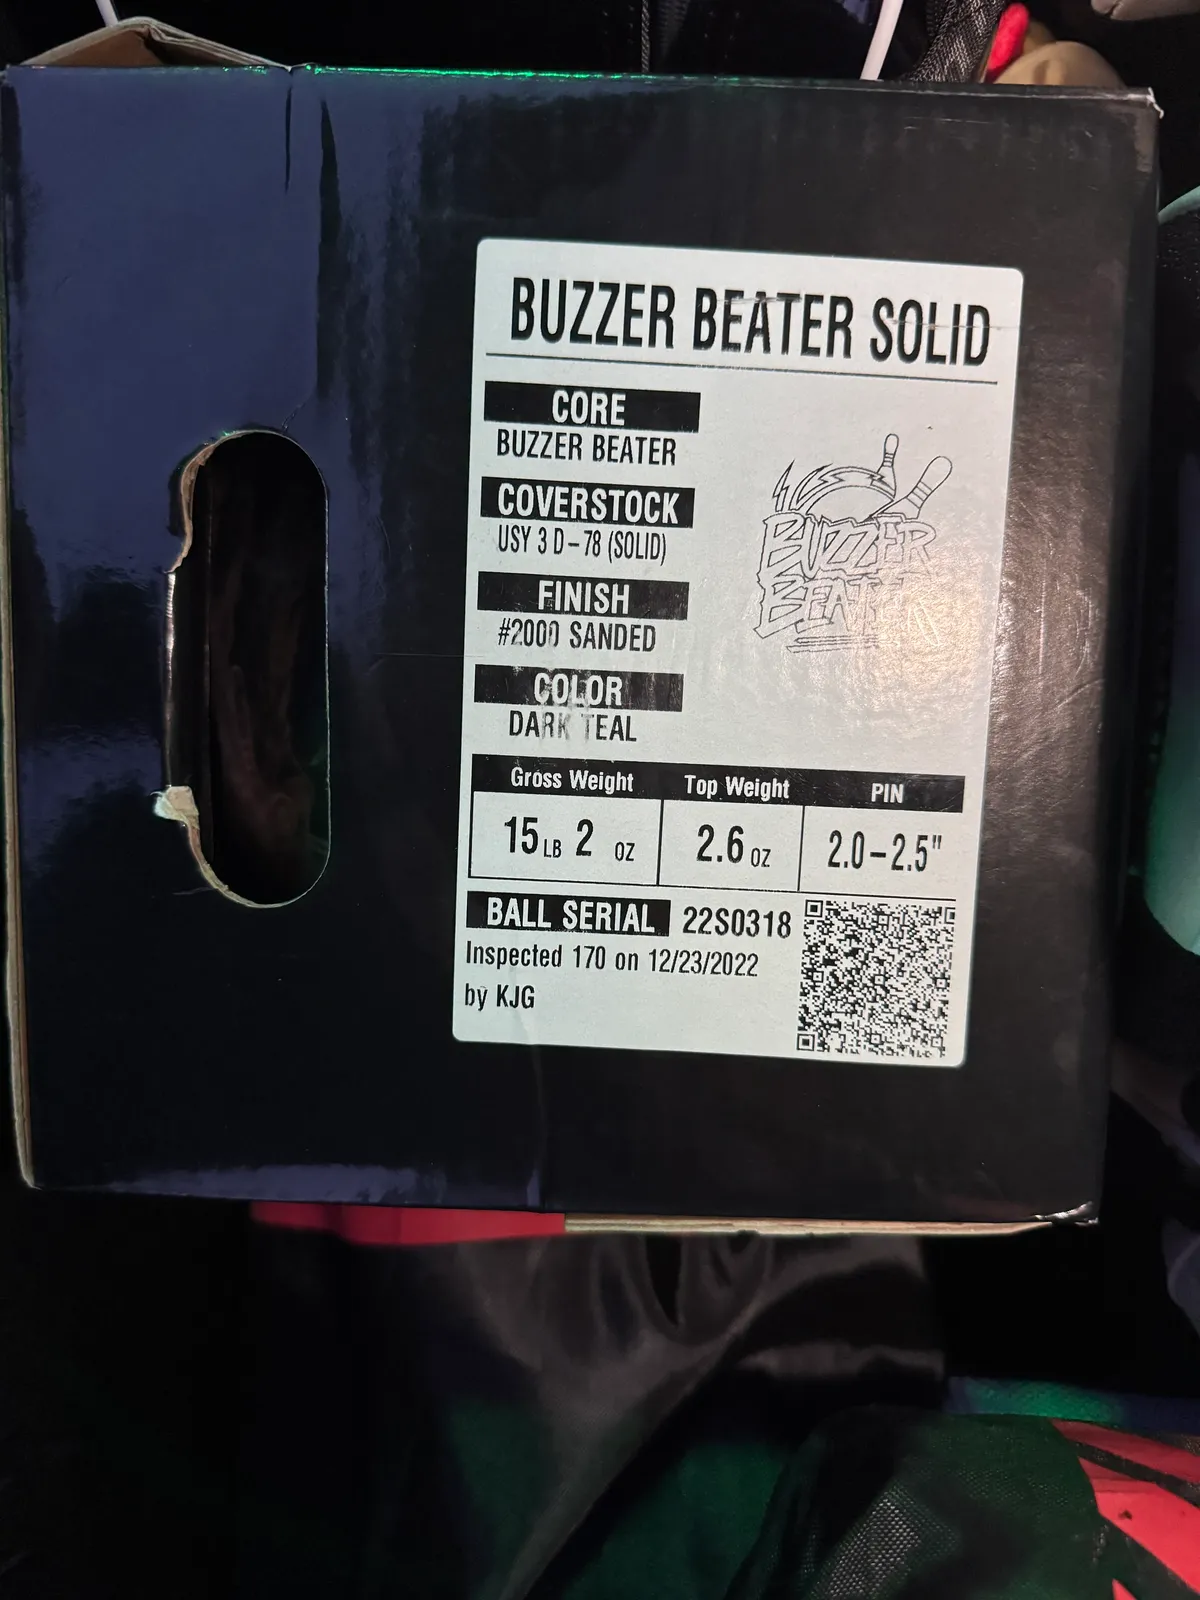 BUZZER BEATER SOLID
CORE
BUZZER BEATER
COVERSTOCK
USY 3 D-78 (SOLID)
FINISH
#2000 SANDED
COLOR
DARK TEAL
BUZZER
BEATER
Gross Weight Top Weight PIN
15 LB 2 OZ 2.6 OZ 2.0-2.5"
BALL SERIAL 22S0318
Inspected 170 on 12/23/2022
by KJG